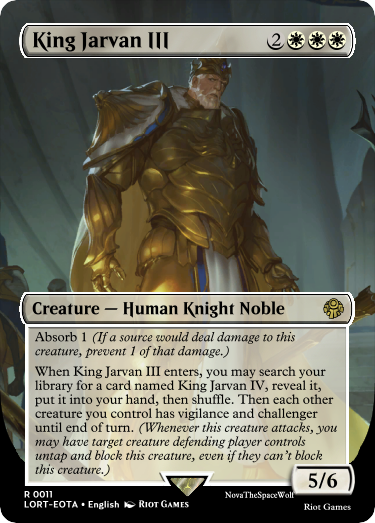 King Jarvan III 2
Creature — Human Knight Noble
Absorb 1 (If a source would deal damage to this
creature, prevent 1 of that damage.)
When King Jarvan III enters, you may search your
library for a card named King Jarvan IV, reveal it,
put it into your hand, then shuffle. Then each other
creature you control has vigilance and challenger
until end of turn. (Whenever this creature attacks, you
may have target creature defending player controls
untap and block this creature, even if they can't block
this creature.)
5/6
R 0011
NovaTheSpaceWolf
LORT-EOTA • English Riot Games
Riot Games